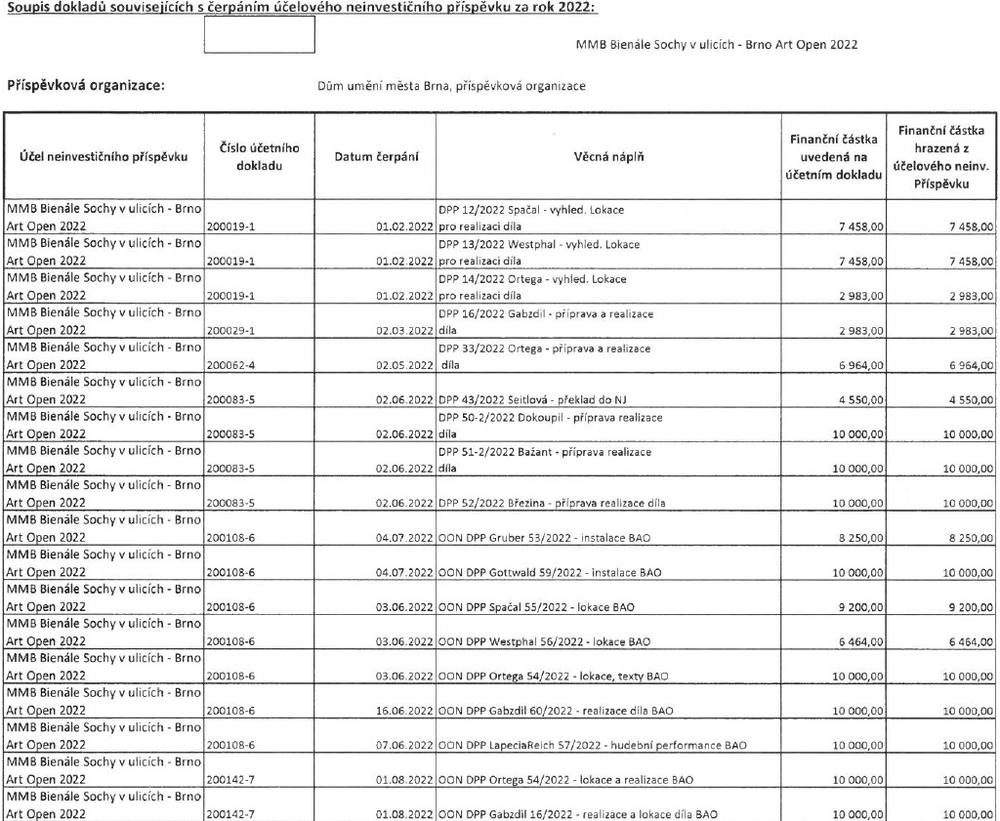 Soupis dokladů souvisejících s čerpáním účelového neinvestičního příspěvku za rok 2022:
MMB Bienále Sochy v ulicích - Brno Art Open 2022
Příspěvková organizace: Dům umění města Brna, příspěvková organizace
Účel neinvestičního příspěvku
Číslo účetního
dokladu
Datum čerpání
Věcná náplň
Finanční částka
uvedená na
účetním dokladu
Finanční částka
hrazená z
účelového neinv.
Příspěvku
MMB Bienále Sochy v ulicích - Brno DPP 12/2022 Spačal - vyhled. Lokace
Art Open 2022 200019-1 01.02.2022 pro realizaci díla 7 458,00 7 458,00
MMB Bienále Sochy v ulicích - Brno DPP 13/2022 Westphal - vyhled. Lokace
Art Open 2022 200019-1 01.02.2022 pro realizaci díla 7 458,00 7 458,00
MMB Bienále Sochy v ulicích - Brno DPP 14/2022 Ortega - vyhled. Lokace
Art Open 2022 200019-1 01.02.2022 pro realizaci díla 2 983,00 2 983,00
MMB Bienále Sochy v ulicích - Brno DPP 16/2022 Gabzdil - příprava a realizace
Art Open 2022 200029-1 02.03.2022 díla 2 983,00 2 983,00
MMB Bienále Sochy v ulicích - Brno DPP 33/2022 Ortega - příprava a realizace
Art Open 2022 200062-4 02.05.2022 díla 6 964,00 6 964,00
MMB Bienále Sochy v ulicích - Brno
Art Open 2022 200083-5 02.06.2022 DPP 43/2022 Seitlová - překlad do NJ 4 550,00 4 550,00
MMB Bienále Sochy v ulicích - Brno DPP 50-2/2022 Dokoupil - příprava realizace
Art Open 2022 200083-5 02.06.2022 díla 10 000,00 10 000,00
MMB Bienále Sochy v ulicích - Brno DPP 51-2/2022 Bažant - příprava realizace
Art Open 2022 200083-5 02.06.2022 díla 10 000,00 10 000,00
MMB Bienále Sochy v ulicích - Brno
Art Open 2022 200083-5 02.06.2022 DPP 52/2022 Březina - příprava realizace díla 10 000,00 10 000,00
MMB Bienále Sochy v ulicích - Brno
Art Open 2022 200108-6 04.07.2022 OON DPP Gruber 53/2022 - instalace BAO 8 250,00 8 250,00
MMB Bienále Sochy v ulicích - Brno
Art Open 2022 200108-6 04.07.2022 OON DPP Gottwald 59/2022 - instalace BAO 10 000,00 10 000,00
MMB Bienále Sochy v ulicích - Brno
Art Open 2022 200108-6 03.06.2022 OON DPP Spačal 55/2022 - lokace BAO 9 200,00 9 200,00
MMB Bienále Sochy v ulicích - Brno
Art Open 2022 200108-6 03.06.2022 OON DPP Westphal 56/2022 - lokace BAO 6 464,00 6 464,00
MMB Bienále Sochy v ulicích - Brno
Art Open 2022 200108-6 03.06.2022 OON DPP Ortega 54/2022 - lokace, texty BAO 10 000,00 10 000,00
MMB Bienále Sochy v ulicích - Brno
Art Open 2022 200108-6 16.06.2022 OON DPP Gabzdil 60/2022 - realizace díla BAO 10 000,00 10 000,00
MMB Bienále Sochy v ulicích - Brno
Art Open 2022 200108-6 07.06.2022 OON DPP LapeciaReich 57/2022 - hudební performance BAO 10 000,00 10 000,00
MMB Bienále Sochy v ulicích - Brno
Art Open 2022 200142-7 01.08.2022 OON DPP Ortega 54/2022 - lokace a realizace BAO 10 000,00 10 000,00
MMB Bienále Sochy v ulicích - Brno
Art Open 2022 200142-7 01.08.2022 OON DPP Gabzdil 16/2022 - realizace a lokace díla BAO 10 000,00 10 000,00